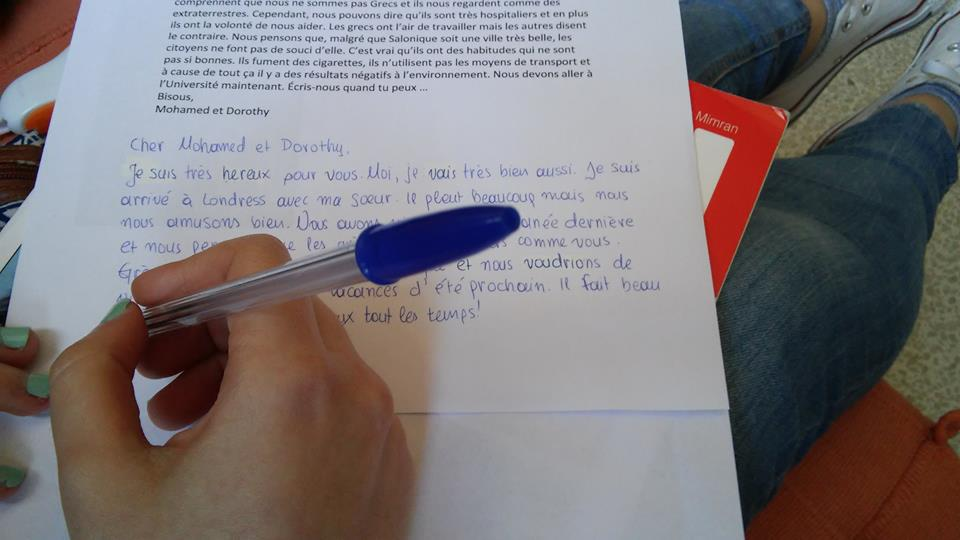 comprennent que nous ne sommes pas Grecs et ils nous regardent comme des
extraterrestres. Cependant, nous pouvons dire qu'ils sont très hospitaliers et en plus
ils ont la volonté de nous aider. Les grecs ont l'air de travailler mais les autres disent
le contraire. Nous pensons que, malgré que Salonique soit une ville très belle, les
citoyens ne font pas de souci d'elle. C'est vrai qu'ils ont des habitudes qui ne sont
pas si bonnes. Ils fument des cigarettes, ils n'utilisent pas les moyens de transport et
à cause de tout ça il y a des résultats négatifs à l'environnement. Nous devons aller à
l'Université maintenant. Écris-nous quand tu peux ...
Bisous,
Mohamed et Dorothy
Cher Mohamed et Dorothy,
Je suis très hereux pour vous. Moi, je vais très bien aussi. Je suis
arrivé à Londress avec ma soeur. Il pleut beaucoup mais nous
nous amusons bien. Nous avons dernière
et nous les comme vous.
et nous voudrions de
vacances d'été prochain. Il fait beau
tout les temps!
Mimran